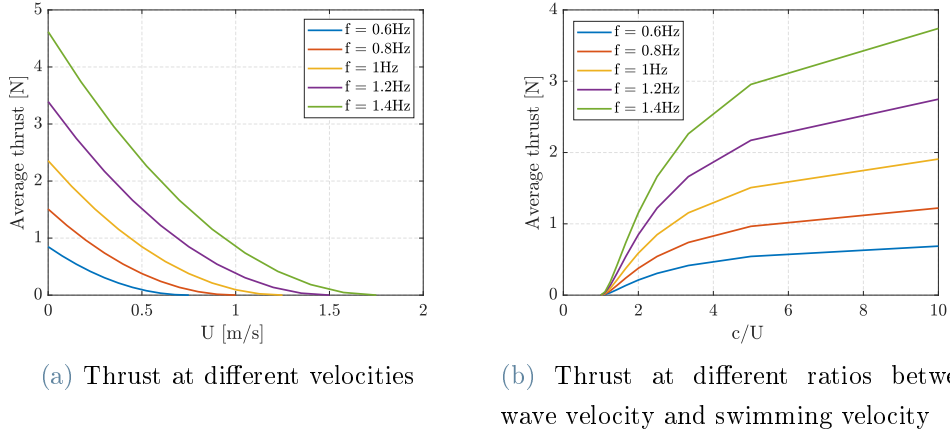 5
4
3
2
1
0
Average thrust [N]
f = 0.6Hz
f = 0.8Hz
f = 1Hz
f = 1.2Hz
f = 1.4Hz
0 0.5 1 1.5 2
U [m/s]
(a) Thrust at different velocities
4
3
2
1
0
Average thrust [N]
f = 0.6Hz
f = 0.8Hz
f = 1Hz
f = 1.2Hz
f = 1.4Hz
0 2 4 6 8 10
c/U
(b) Thrust at different ratios betwe
wave velocity and swimming velocity